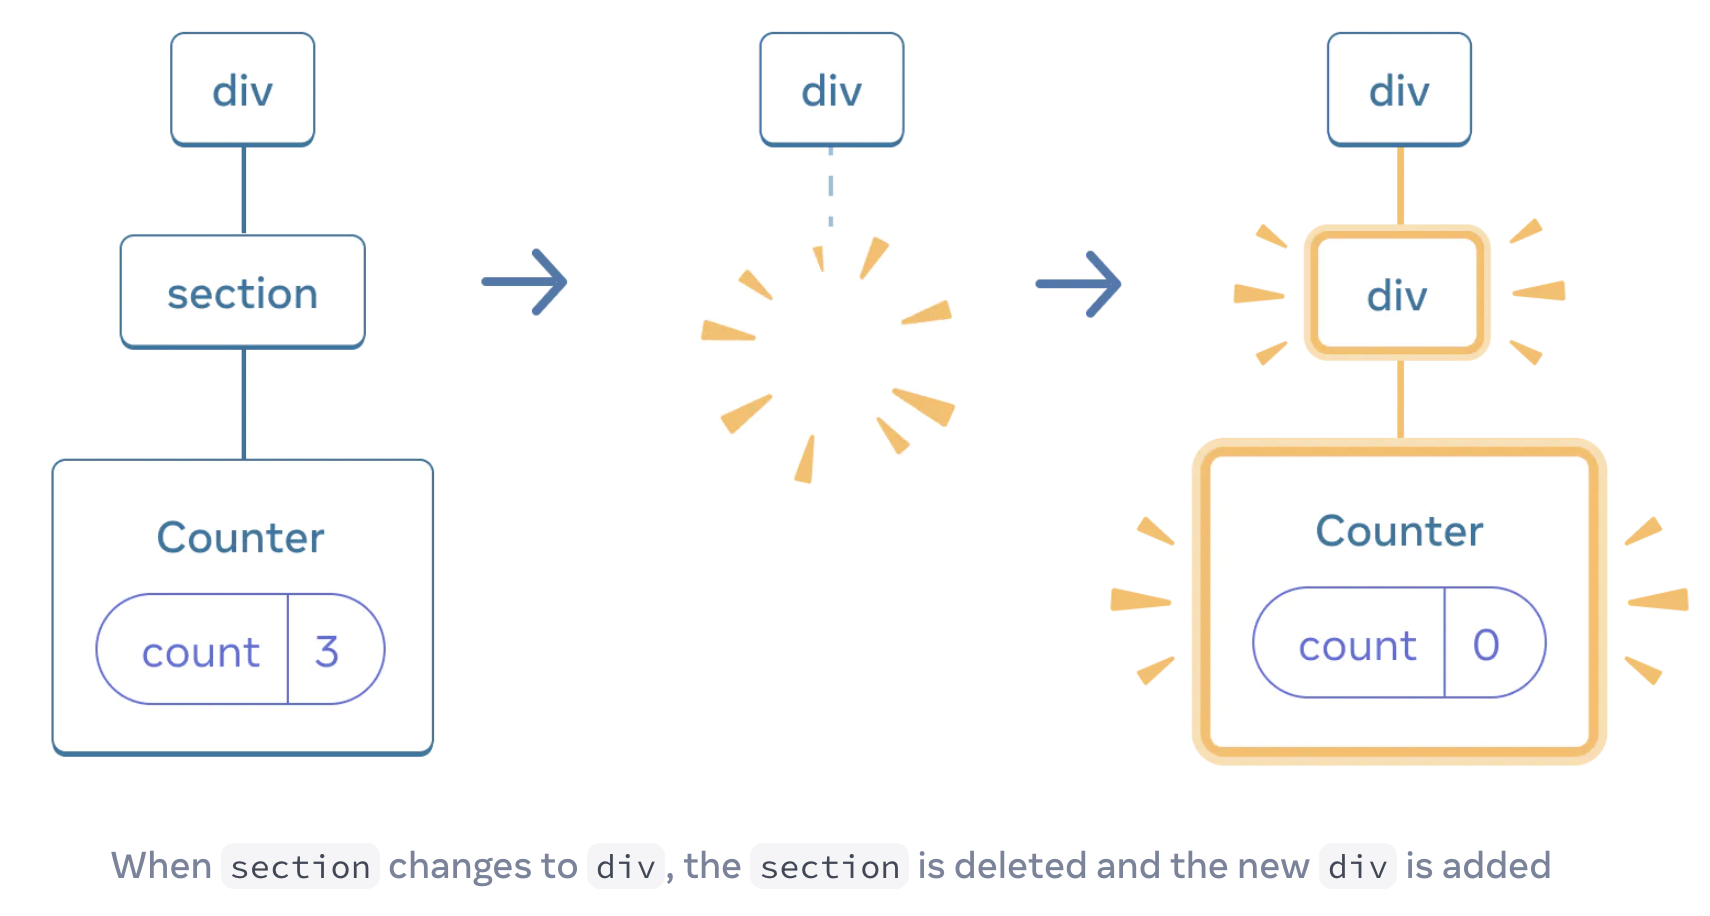 div
section
Counter
count 3
div
div
div
Counter
count 0
When section changes to div, the section is deleted and the new div is added